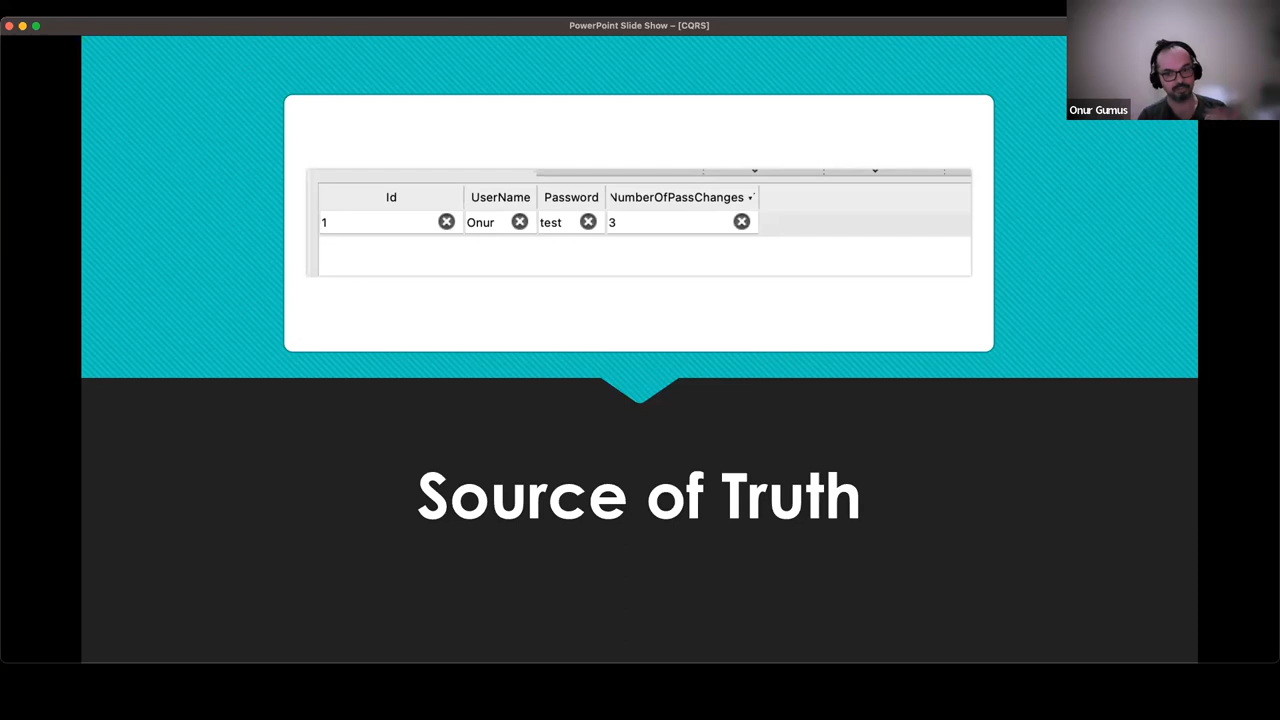 PowerPoint Slide Show – [CQRS]
Onur Gumus
Id UserName Password NumberOfPassChanges
1 Onur test 3
Source of Truth